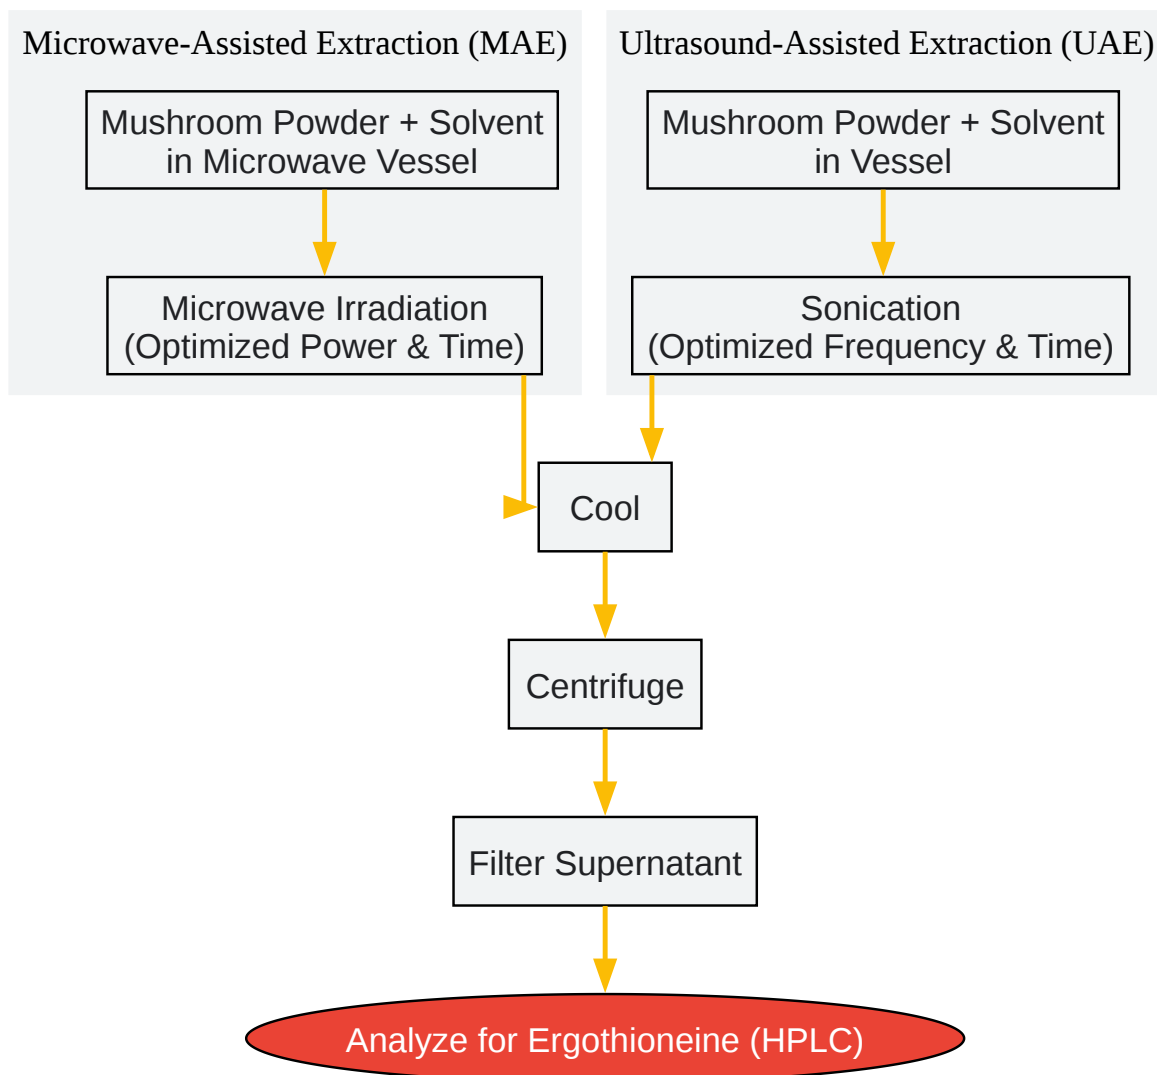 Microwave-Assisted Extraction (MAE)
Mushroom Powder + Solvent
in Microwave Vessel
Microwave Irradiation
(Optimized Power & Time)
Ultrasound-Assisted Extraction (UAE)
Mushroom Powder + Solvent
in Vessel
Sonication
(Optimized Frequency & Time)
Cool
Centrifuge
Filter Supernatant
Analyze for Ergothioneine (HPLC)